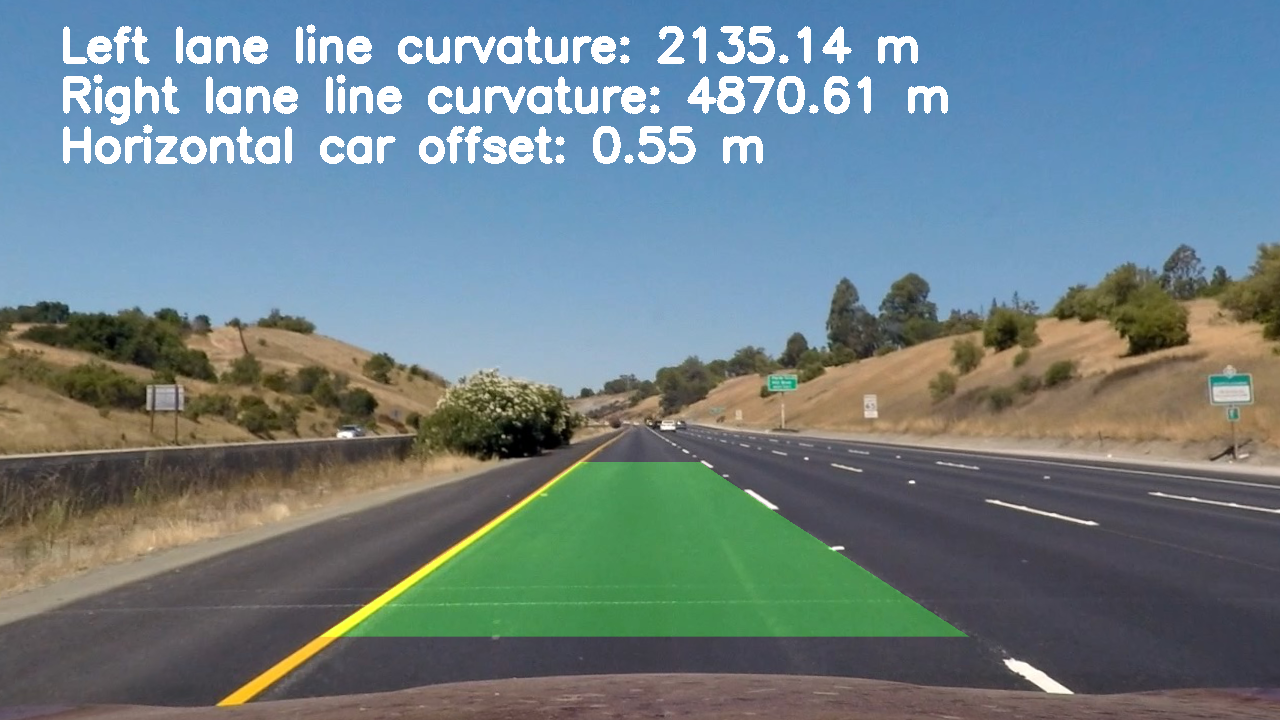 Left lane line curvature: 2135.14 m
Right lane line curvature: 4870.61 m
Horizontal car offset: 0.55 m